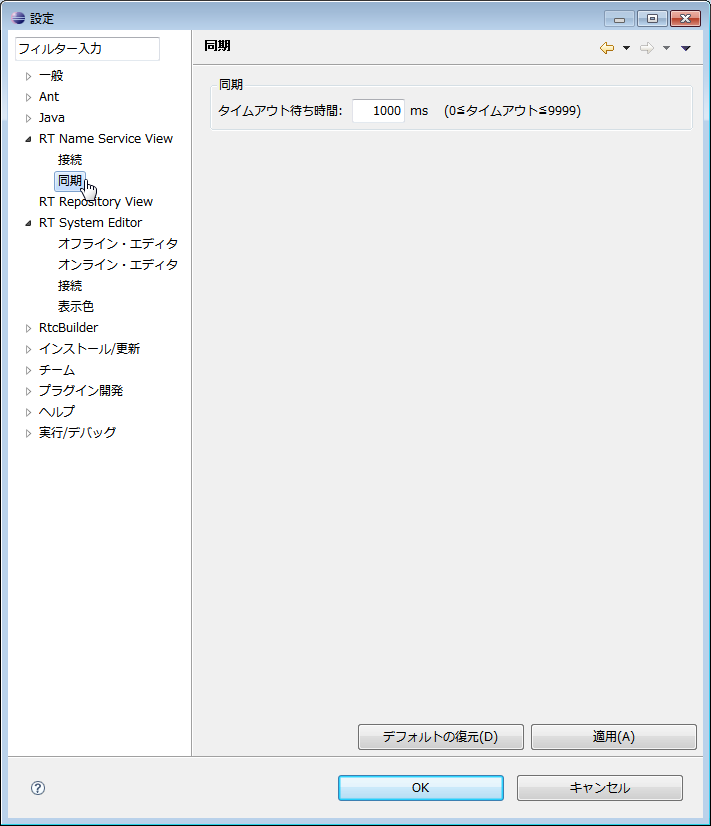 設定
フィルター入力
一般
Ant
Java
RT Name Service View
接続
同期
RT Repository View
RT System Editor
オフライン・エディタ
オンライン・エディタ
接続
表示色
RtcBuilder
インストール/更新
チーム
プラグイン開発
ヘルプ
実行/デバッグ
同期
同期
タイムアウト待ち時間: 1000 ms (0≦タイムアウト≦9999)
デフォルトの復元(D) 適用(A)
? OK キャンセル